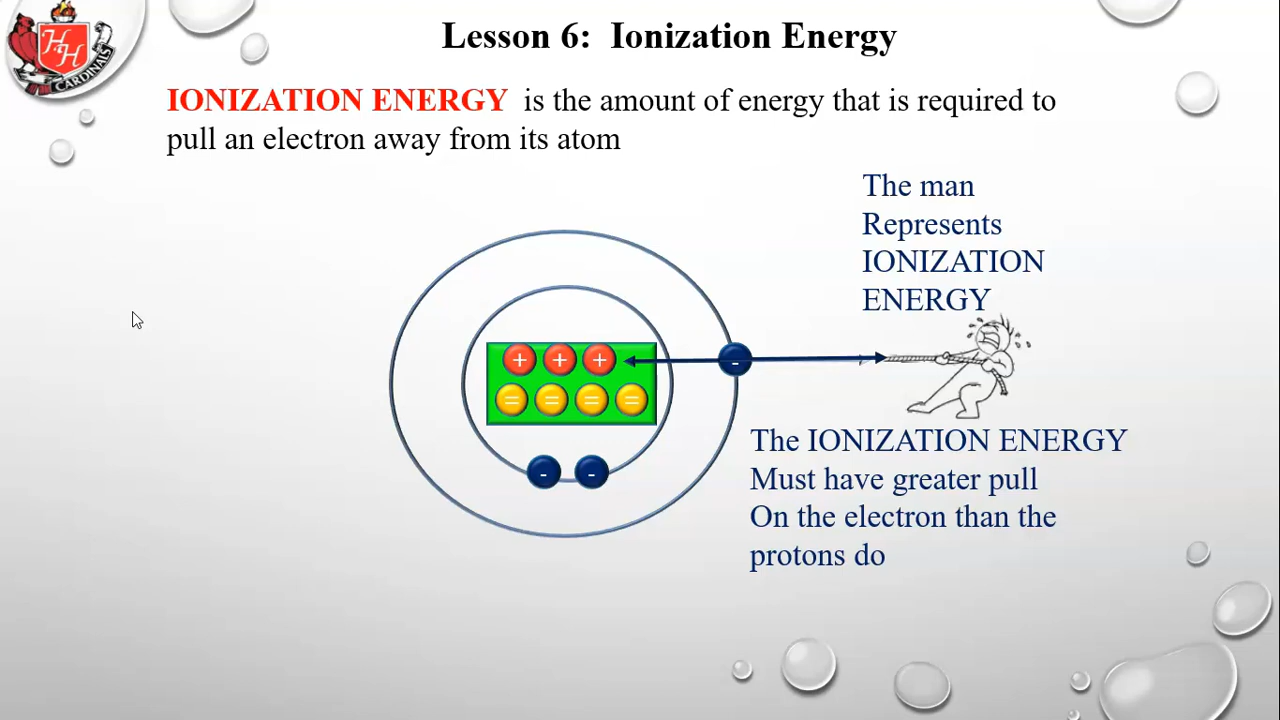 HH
CARDINALS
Lesson 6: Ionization Energy
IONIZATION ENERGY is the amount of energy that is required to
pull an electron away from its atom
The man
Represents
IONIZATION
ENERGY
+ + +
-
= = = =
- -
The IONIZATION ENERGY
Must have greater pull
On the electron than the
protons do